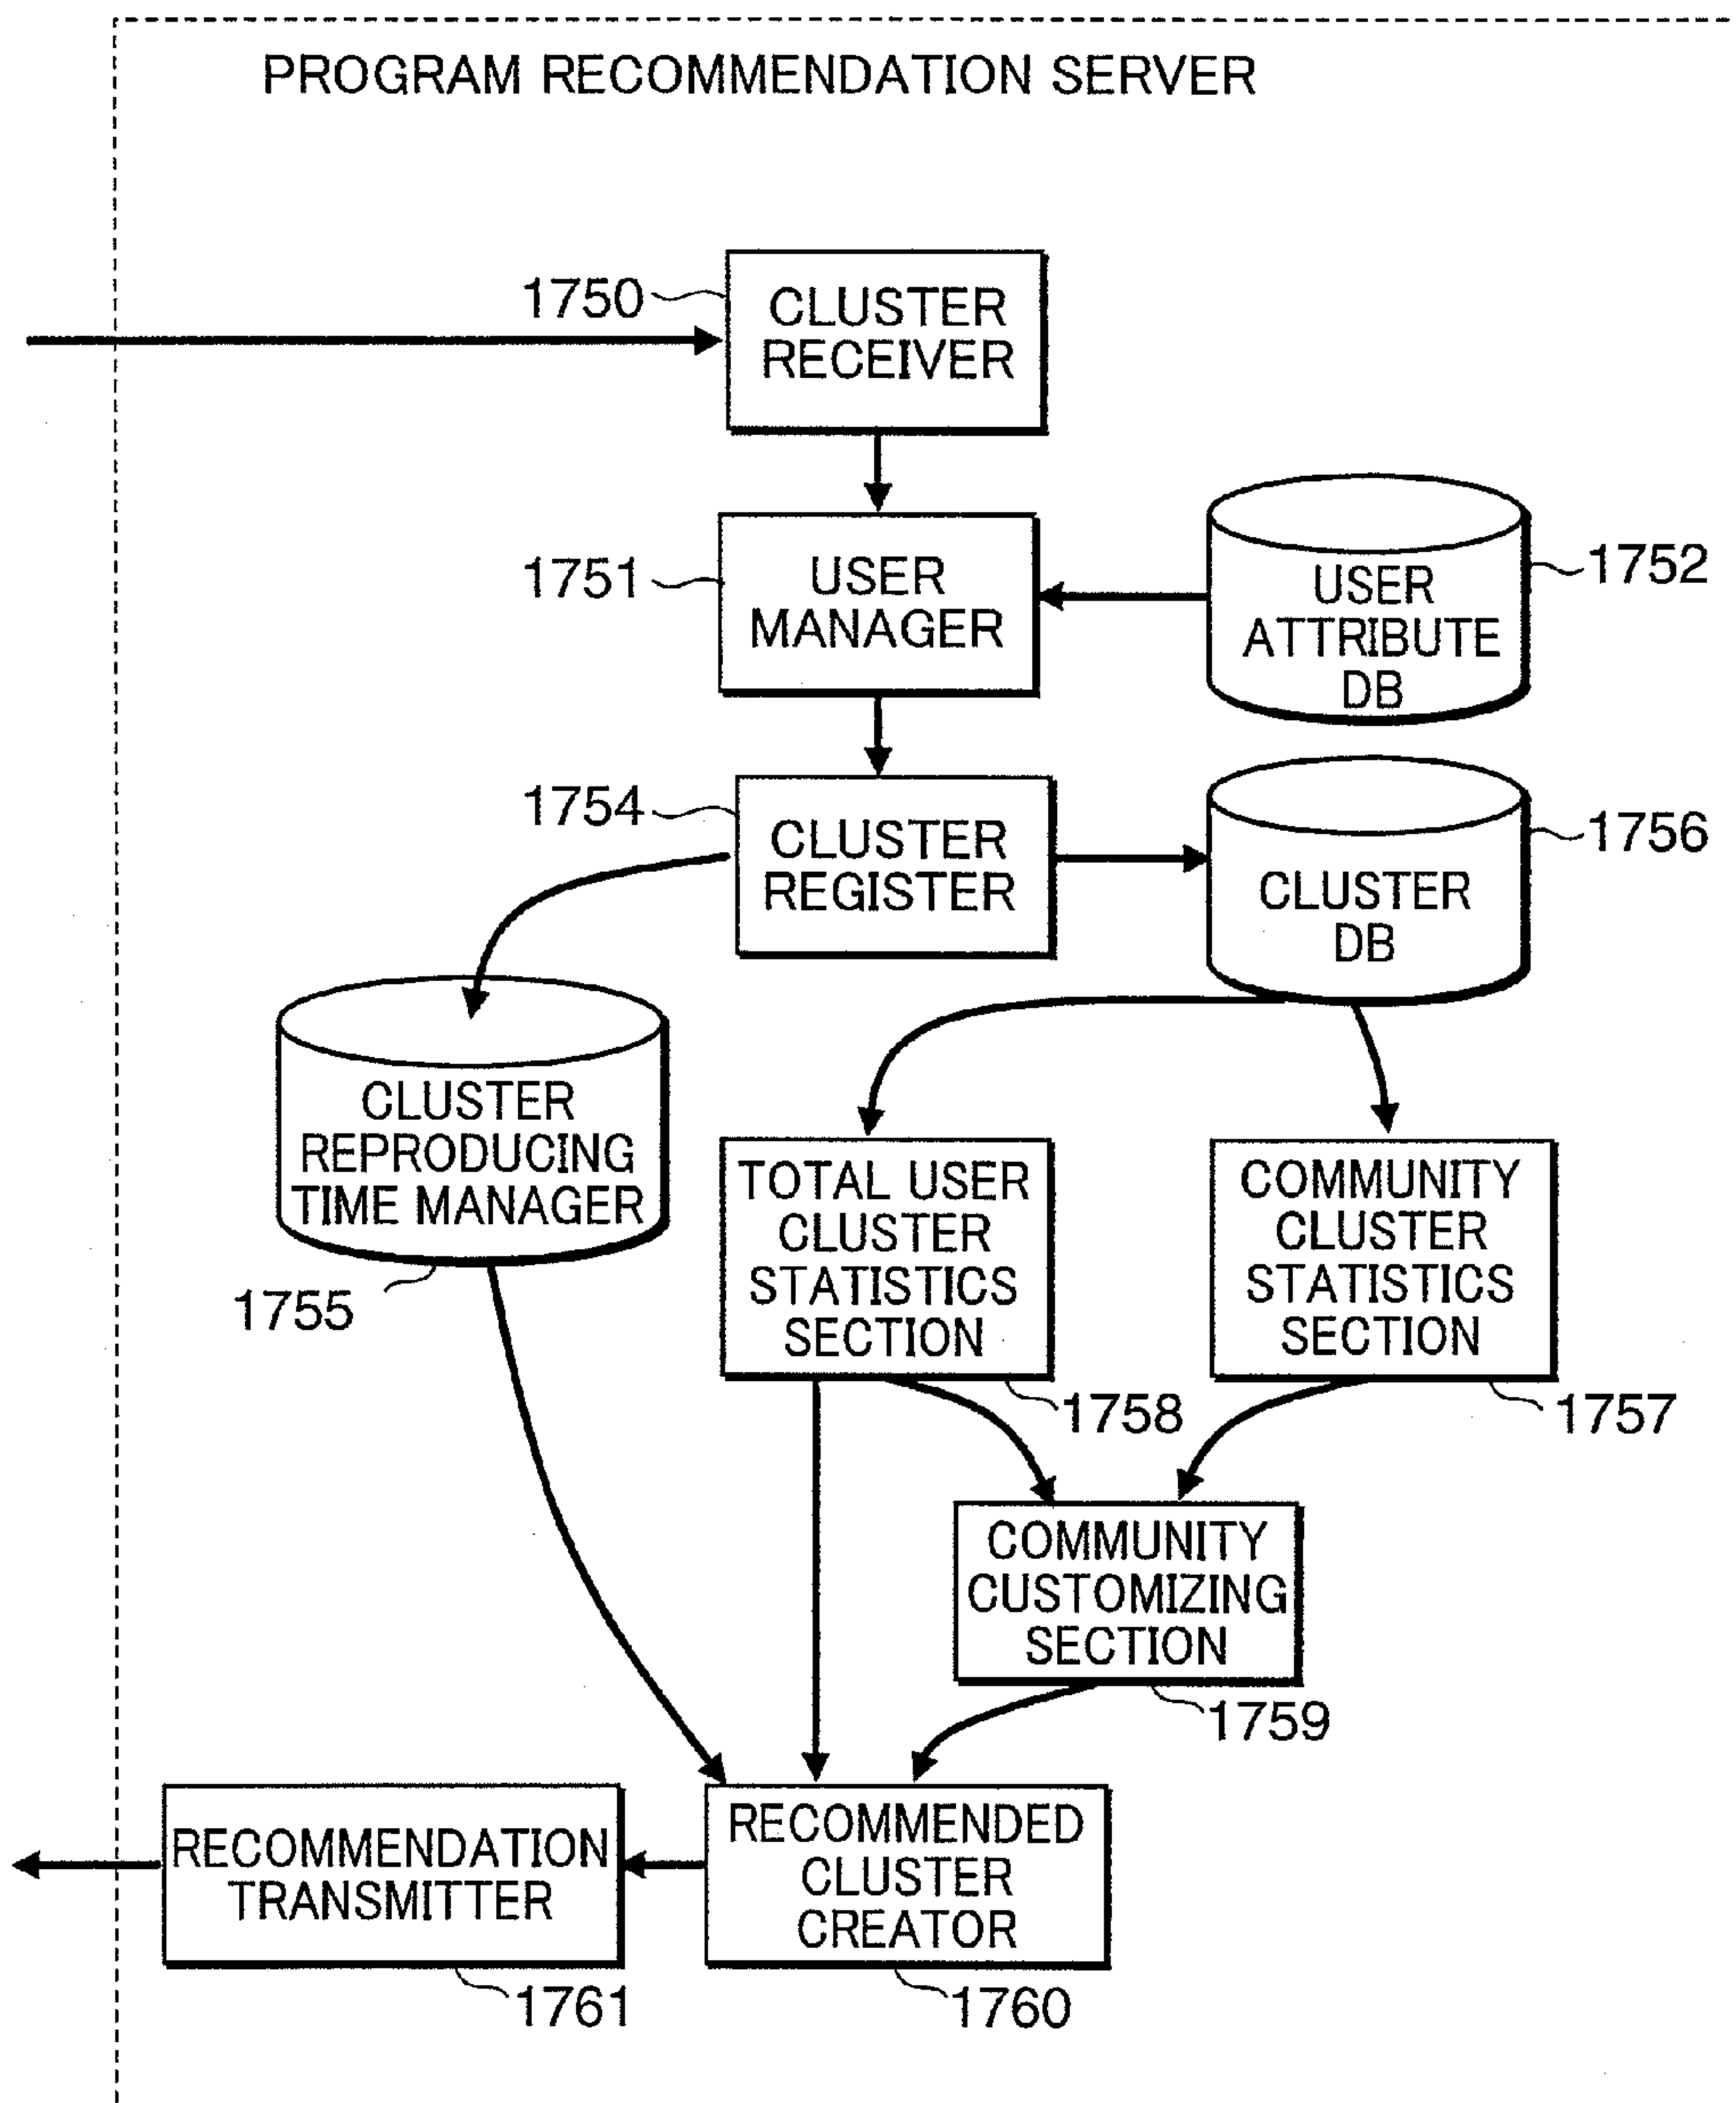 PROGRAM RECOMMENDATION SERVER
1750
CLUSTER
RECEIVER
1751
USER
MANAGER
1752
USER
ATTRIBUTE
DB
1754
CLUSTER
REGISTER
1756
CLUSTER
DB
CLUSTER
REPRODUCING
TIME MANAGER
1755
TOTAL USER
CLUSTER
STATISTICS
SECTION
1758
COMMUNITY
CLUSTER
STATISTICS
SECTION
1757
COMMUNITY
CUSTOMIZING
SECTION
1759
RECOMMENDATION
TRANSMITTER
1761
RECOMMENDED
CLUSTER
CREATOR
1760